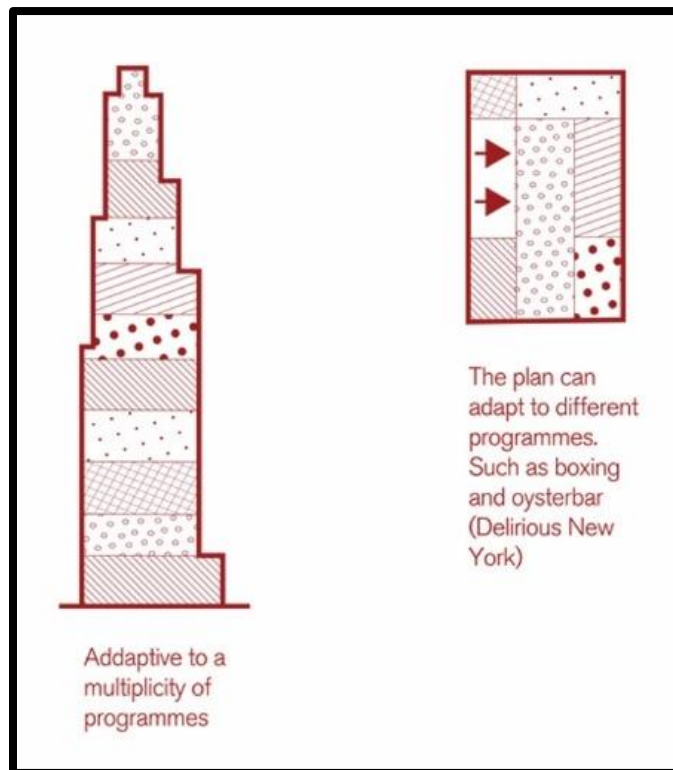 The plan can
adapt to different
programmes.
Such as boxing
and oysterbar
(Delirious New
York)
Addaptive to a
multiplicity of
programmes